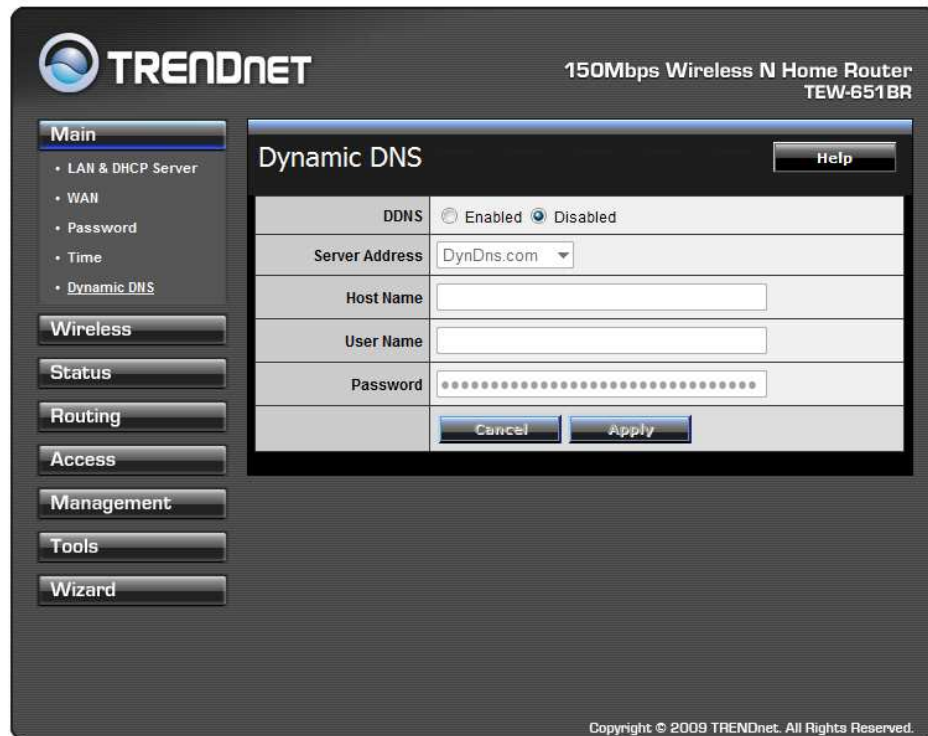 TRENDNET
150Mbps Wireless N Home Router
TEW-651BR
Main
• LAN & DHCP Server
• WAN
• Password
• Time
• Dynamic DNS
Wireless
Status
Routing
Access
Management
Tools
Wizard
Dynamic DNS
Help
DDNS Enabled Disabled
Server Address DynDns.com
Host Name
User Name
Password ●●●●●●●●●●●●●●●●●●●●●●●●●●●●●●●●
Cancel Apply
Copyright © 2009 TRENDnet. All Rights Reserved.